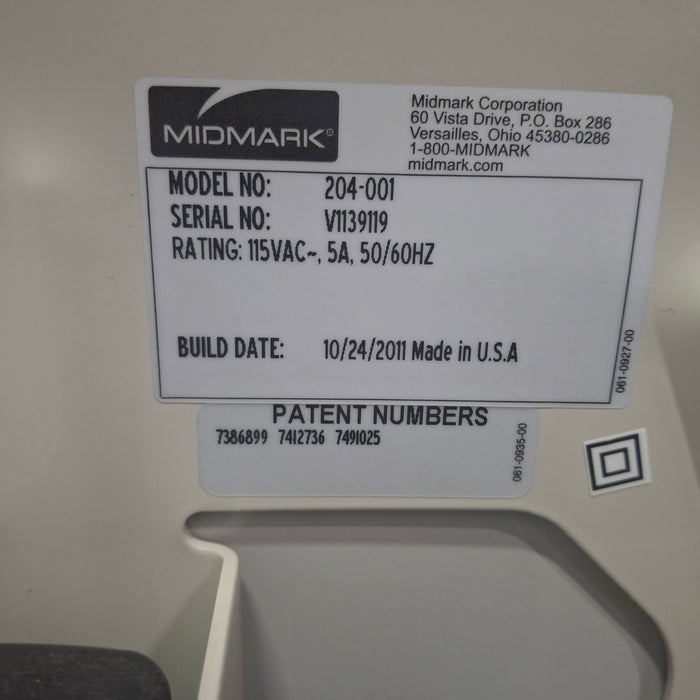 MIDMARK®
Midmark Corporation
60 Vista Drive, P.O. Box 286
Versailles, Ohio 45380-0286
1-800-MIDMARK
midmark.com
MODEL NO: 204-001
SERIAL NO: V1139119
RATING: 115VAC~, 5A, 50/60HZ
BUILD DATE: 10/24/2011 Made in U.S.A
061-0927-00
PATENT NUMBERS
7386899 7412736 7491025
061-0935-00